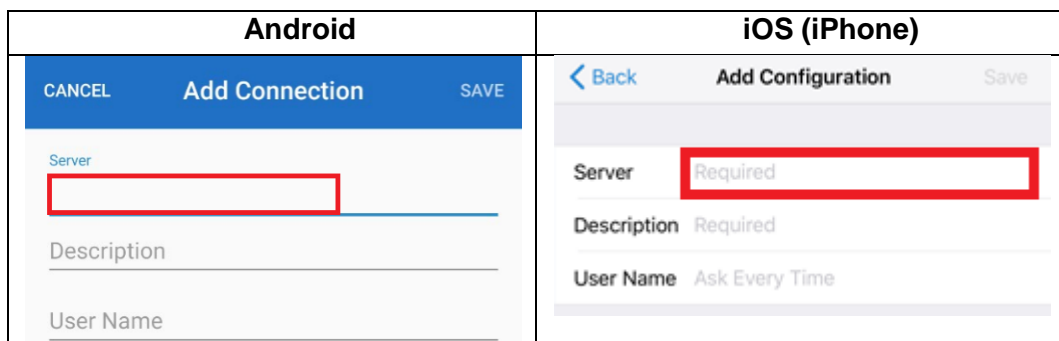 Android
iOS (iPhone)
CANCEL Add Connection SAVE
Server
Description
User Name
Back Add Configuration Save
Server Required
Description Required
User Name Ask Every Time